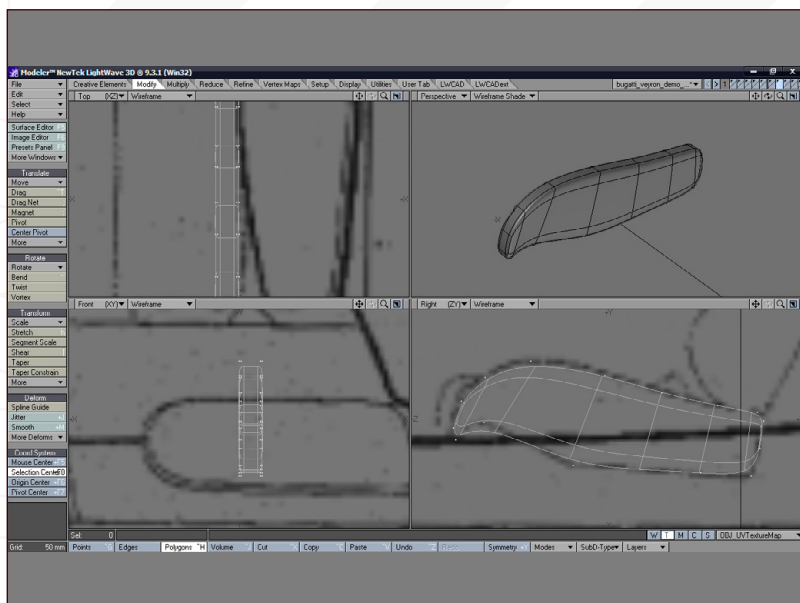 Modeler™ NewTek LightWave 3D ® 9.3.1 (Win32)
File
Creative Elements Modify Multiply Reduce Refine Vertex Maps Setup Display Utilities User Tab LWCAD LWCADext bugatti_veyron_demo_... 1
Edit
Top (XZ) Wireframe
Perspective Wireframe Shade
Select
Help
Surface Editor F5
Image Editor F6
Presets Panel F8
More Windows
Translate
Move
Drag
Drag Net
Magnet
Pivot
Center Pivot
More
Rotate
Rotate
Bend
Twist
Vortex
Front (XY) Wireframe
Right (ZY) Wireframe
Transform
Scale
Stretch h
Segment Scale
Shear
Taper
Taper Constrain
More
Deform
Spline Guide
Jitter
Smooth
More Deforms
Coord System
Mouse Center
Selection Center
Origin Center
Pivot Center
Sel: 0
W T M C S OBJ_UVTextureMap
Grid: 50 mm Points Edges Polygons ^H Volume Cut Copy Paste Undo Redo Symmetry Modes SubD-Type Layers